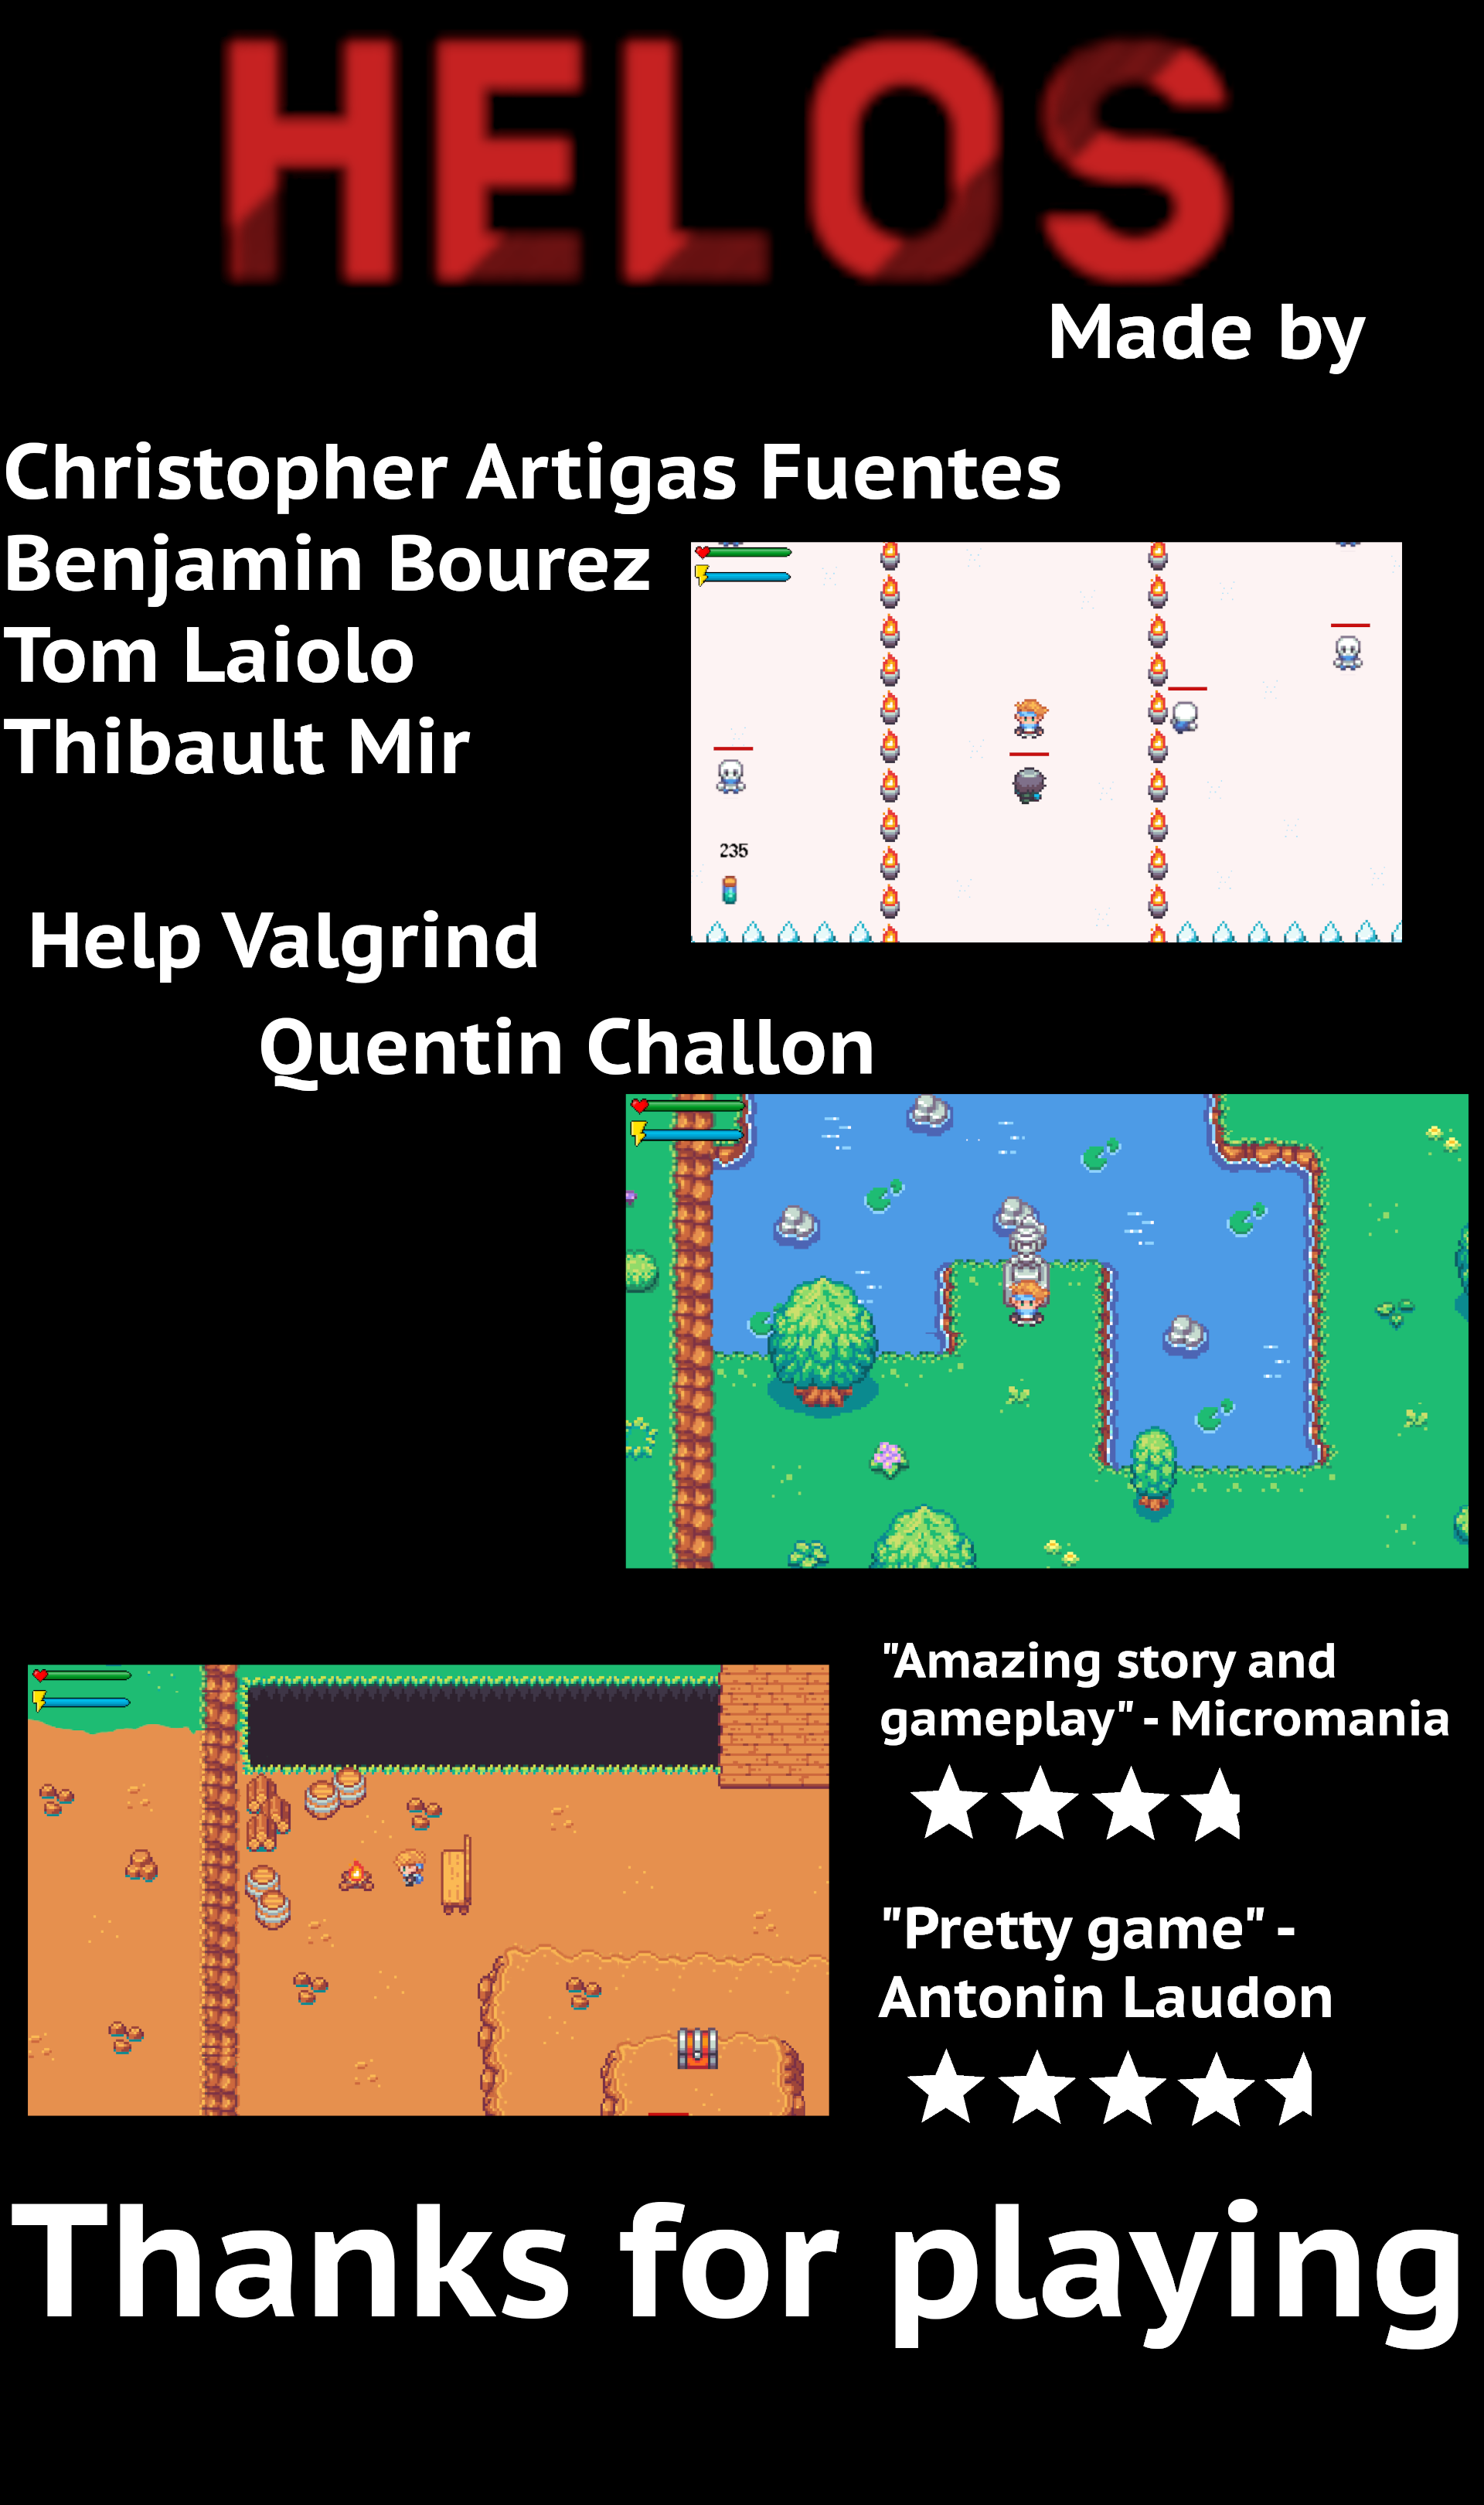 HELOS
Made by
Christopher Artigas Fuentes
Benjamin Bourez
Tom Laiolo
Thibault Mir
235
Help Valgrind
Quentin Challon
"Amazing story and
gameplay" - Micromania
"Pretty game" -
Antonin Laudon
Thanks for playing